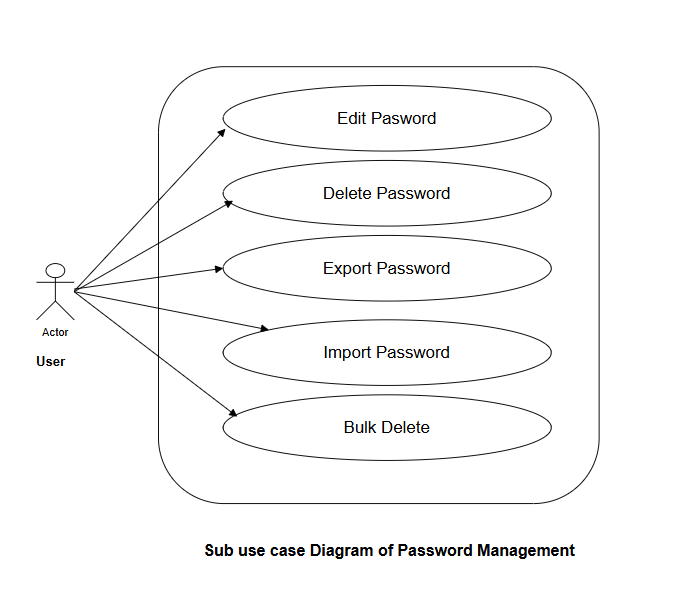 Edit Pasword
Delete Password
Export Password
Import Password
Bulk Delete
Actor
User
Sub use case Diagram of Password Management